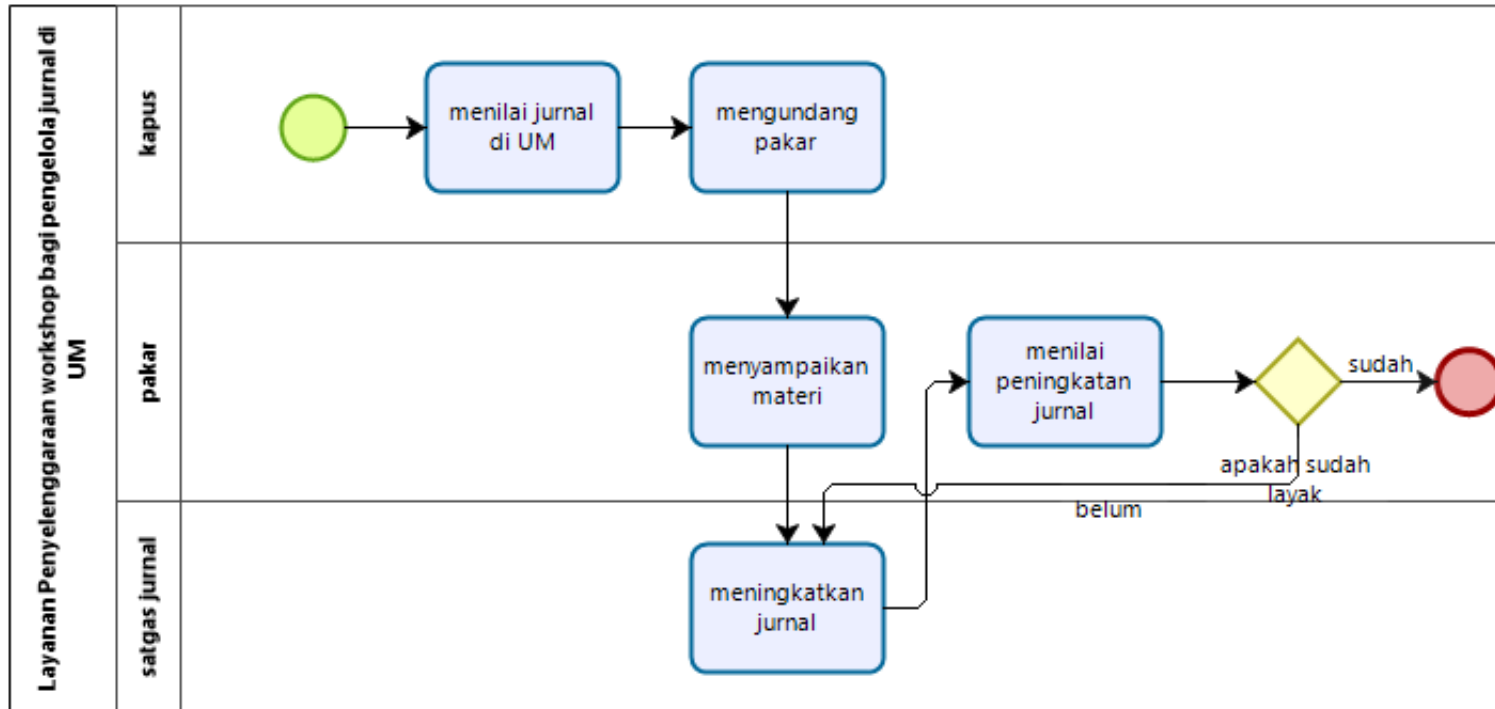 Layanan Penyelenggaraan workshop bagi pengelola jurnal di
UM
kapus
menilai jurnal
di UM
mengundang
pakar
pakar
menyampaikan
materi
menilai
peningkatan
jurnal
sudah
apakah sudah
layak
belum
satgas jurnal
meningkatkan
jurnal